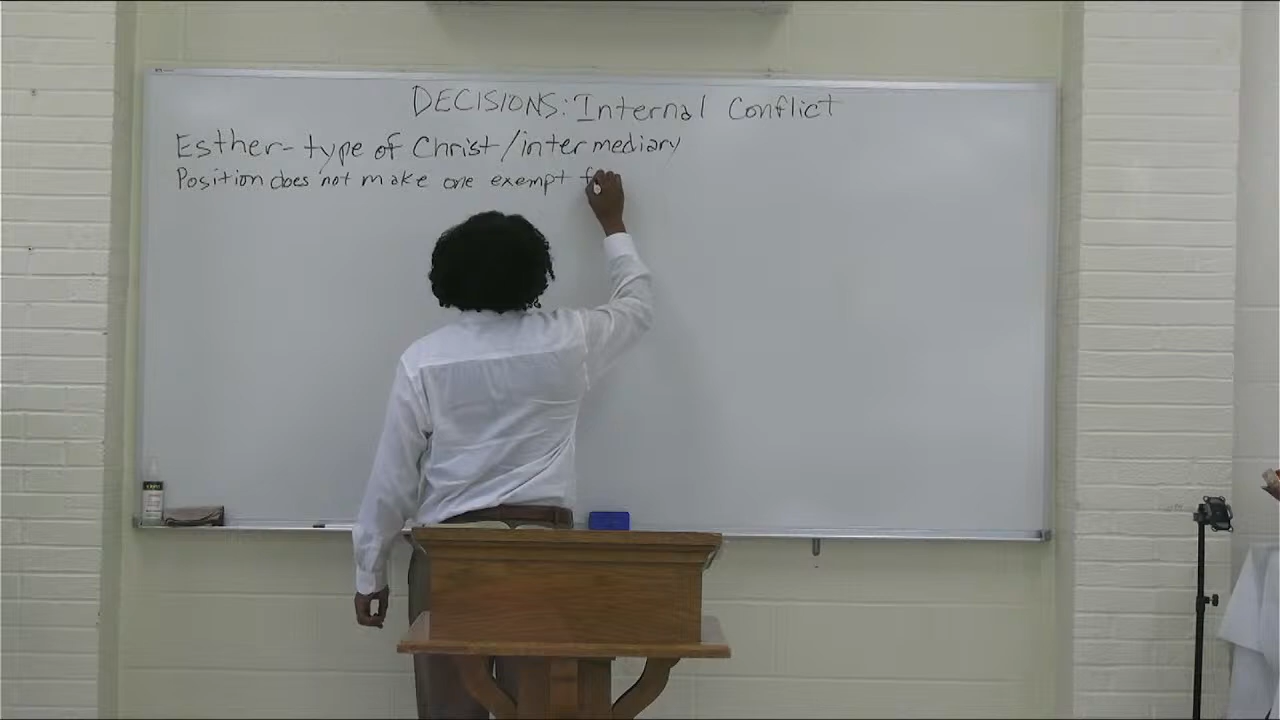 DECISIONS: Internal Conflict
Esther- type of Christ/intermediary
Position does not make one exempt f